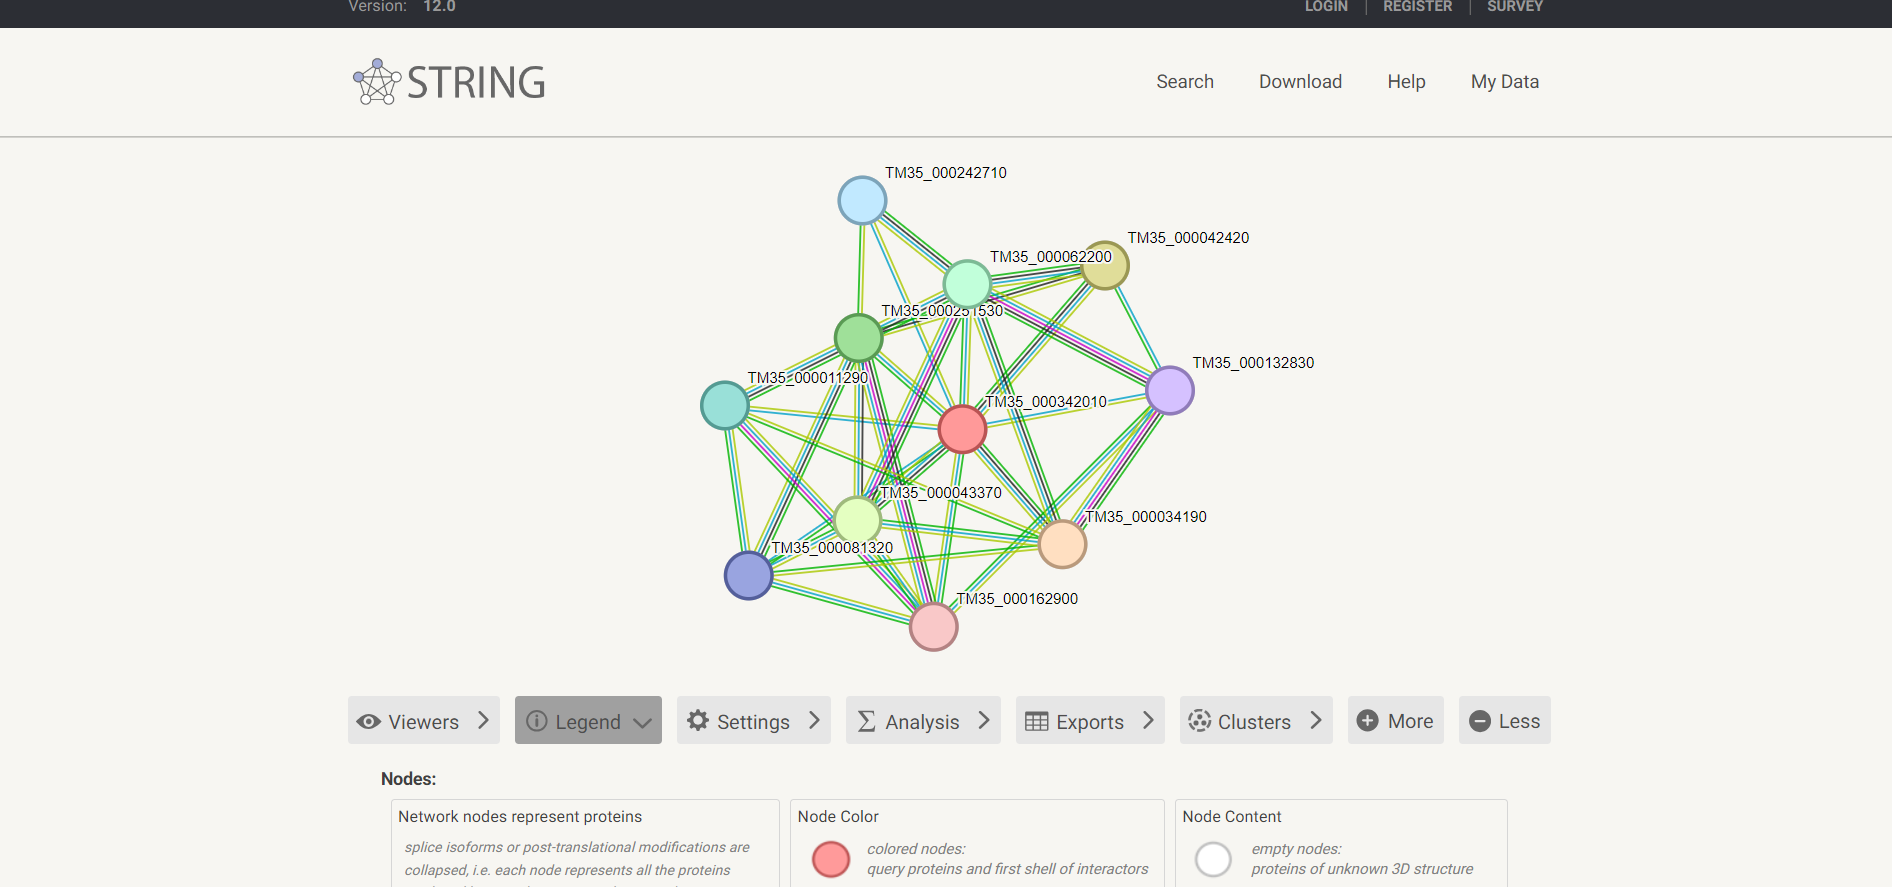 Version: 12.0
LOGIN | REGISTER | SURVEY
STRING
Search Download Help My Data
TM35_000242710
TM35_000042420
TM35_000062200
TM35_000251530
TM35_000132830
TM35_000011290
TM35_000342010
TM35_000043370
TM35_000034190
TM35_000081320
TM35_000162900
Viewers Legend Settings Analysis Exports Clusters More Less
Nodes:
Network nodes represent proteins
splice isoforms or post-translational modifications are
collapsed, i.e. each node represents all the proteins
Node Color
colored nodes:
query proteins and first shell of interactors
Node Content
empty nodes:
proteins of unknown 3D structure